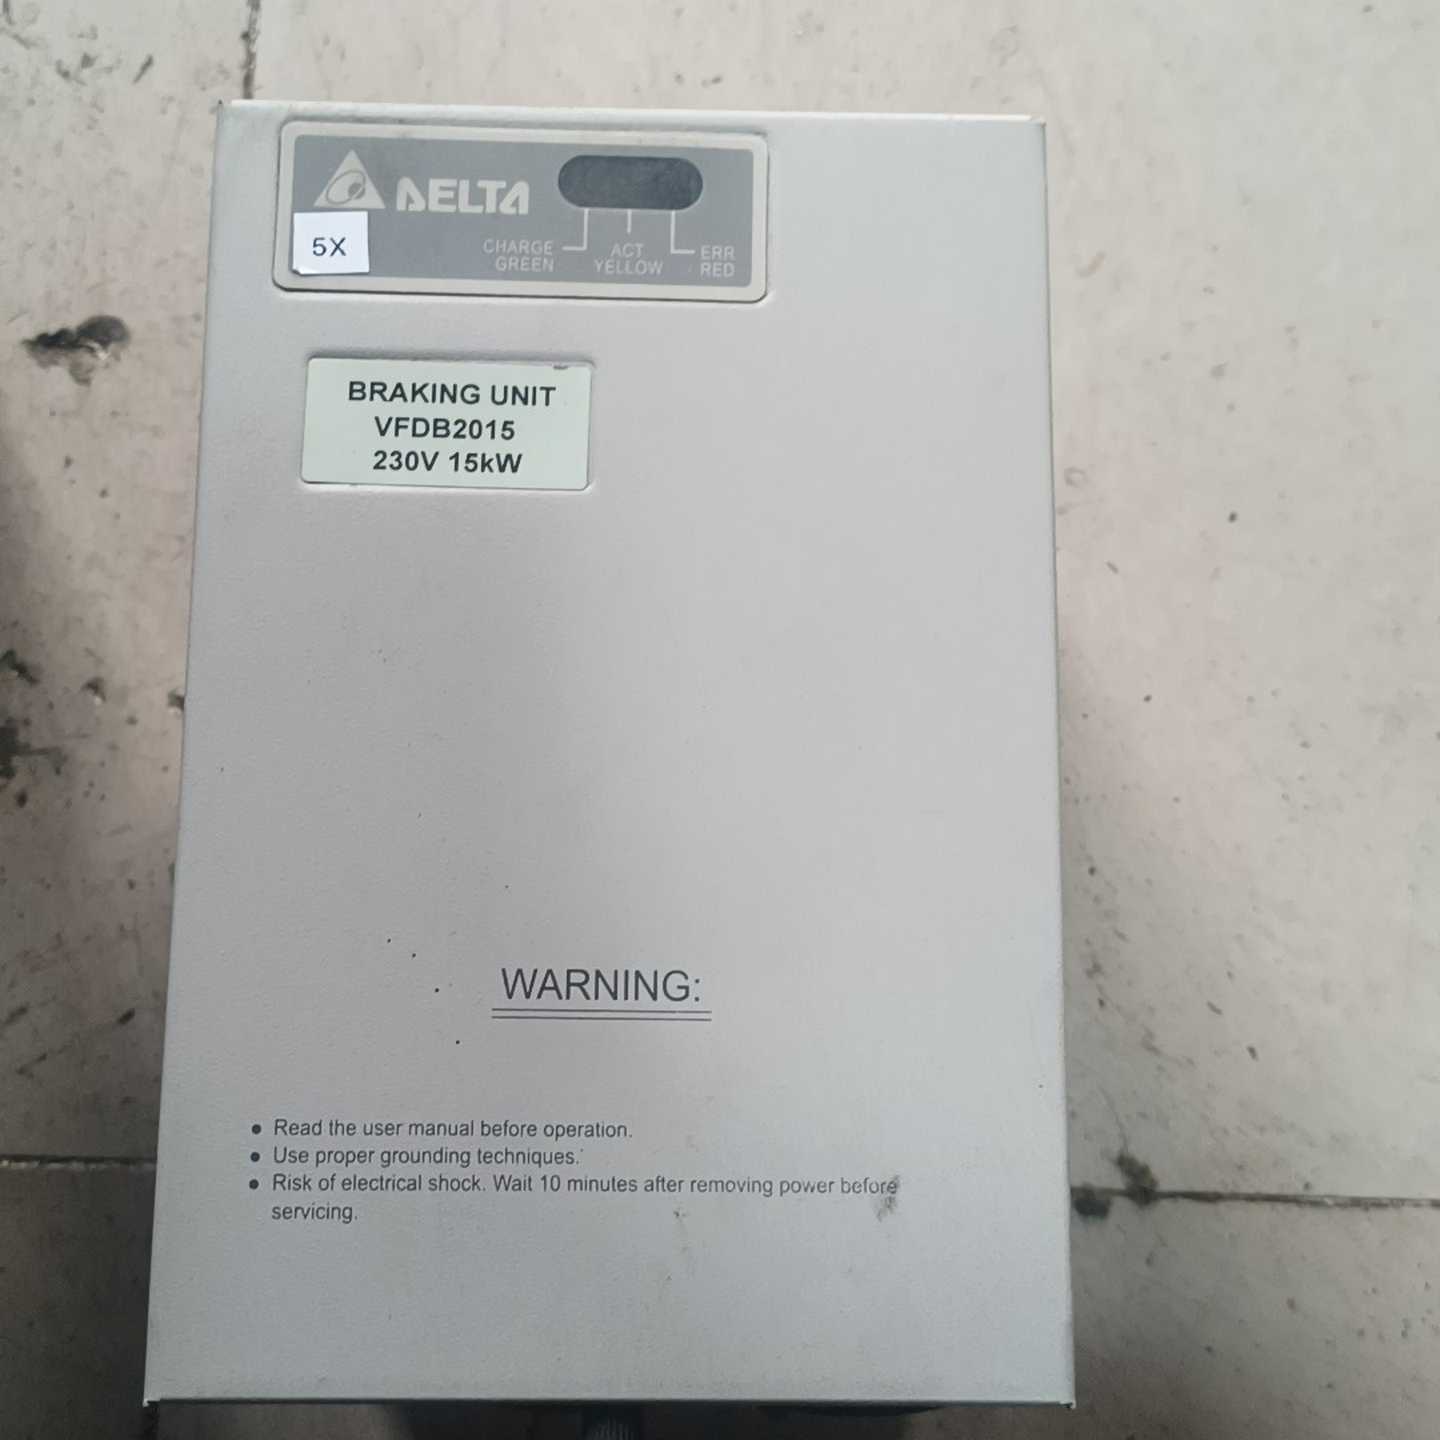 DELTA
5X
CHARGE
GREEN
ACT
YELLOW
ERR
RED
BRAKING UNIT
VFDB2015
230V 15kW
WARNING:
• Read the user manual before operation.
• Use proper grounding techniques.
• Risk of electrical shock. Wait 10 minutes after removing power before
servicing.